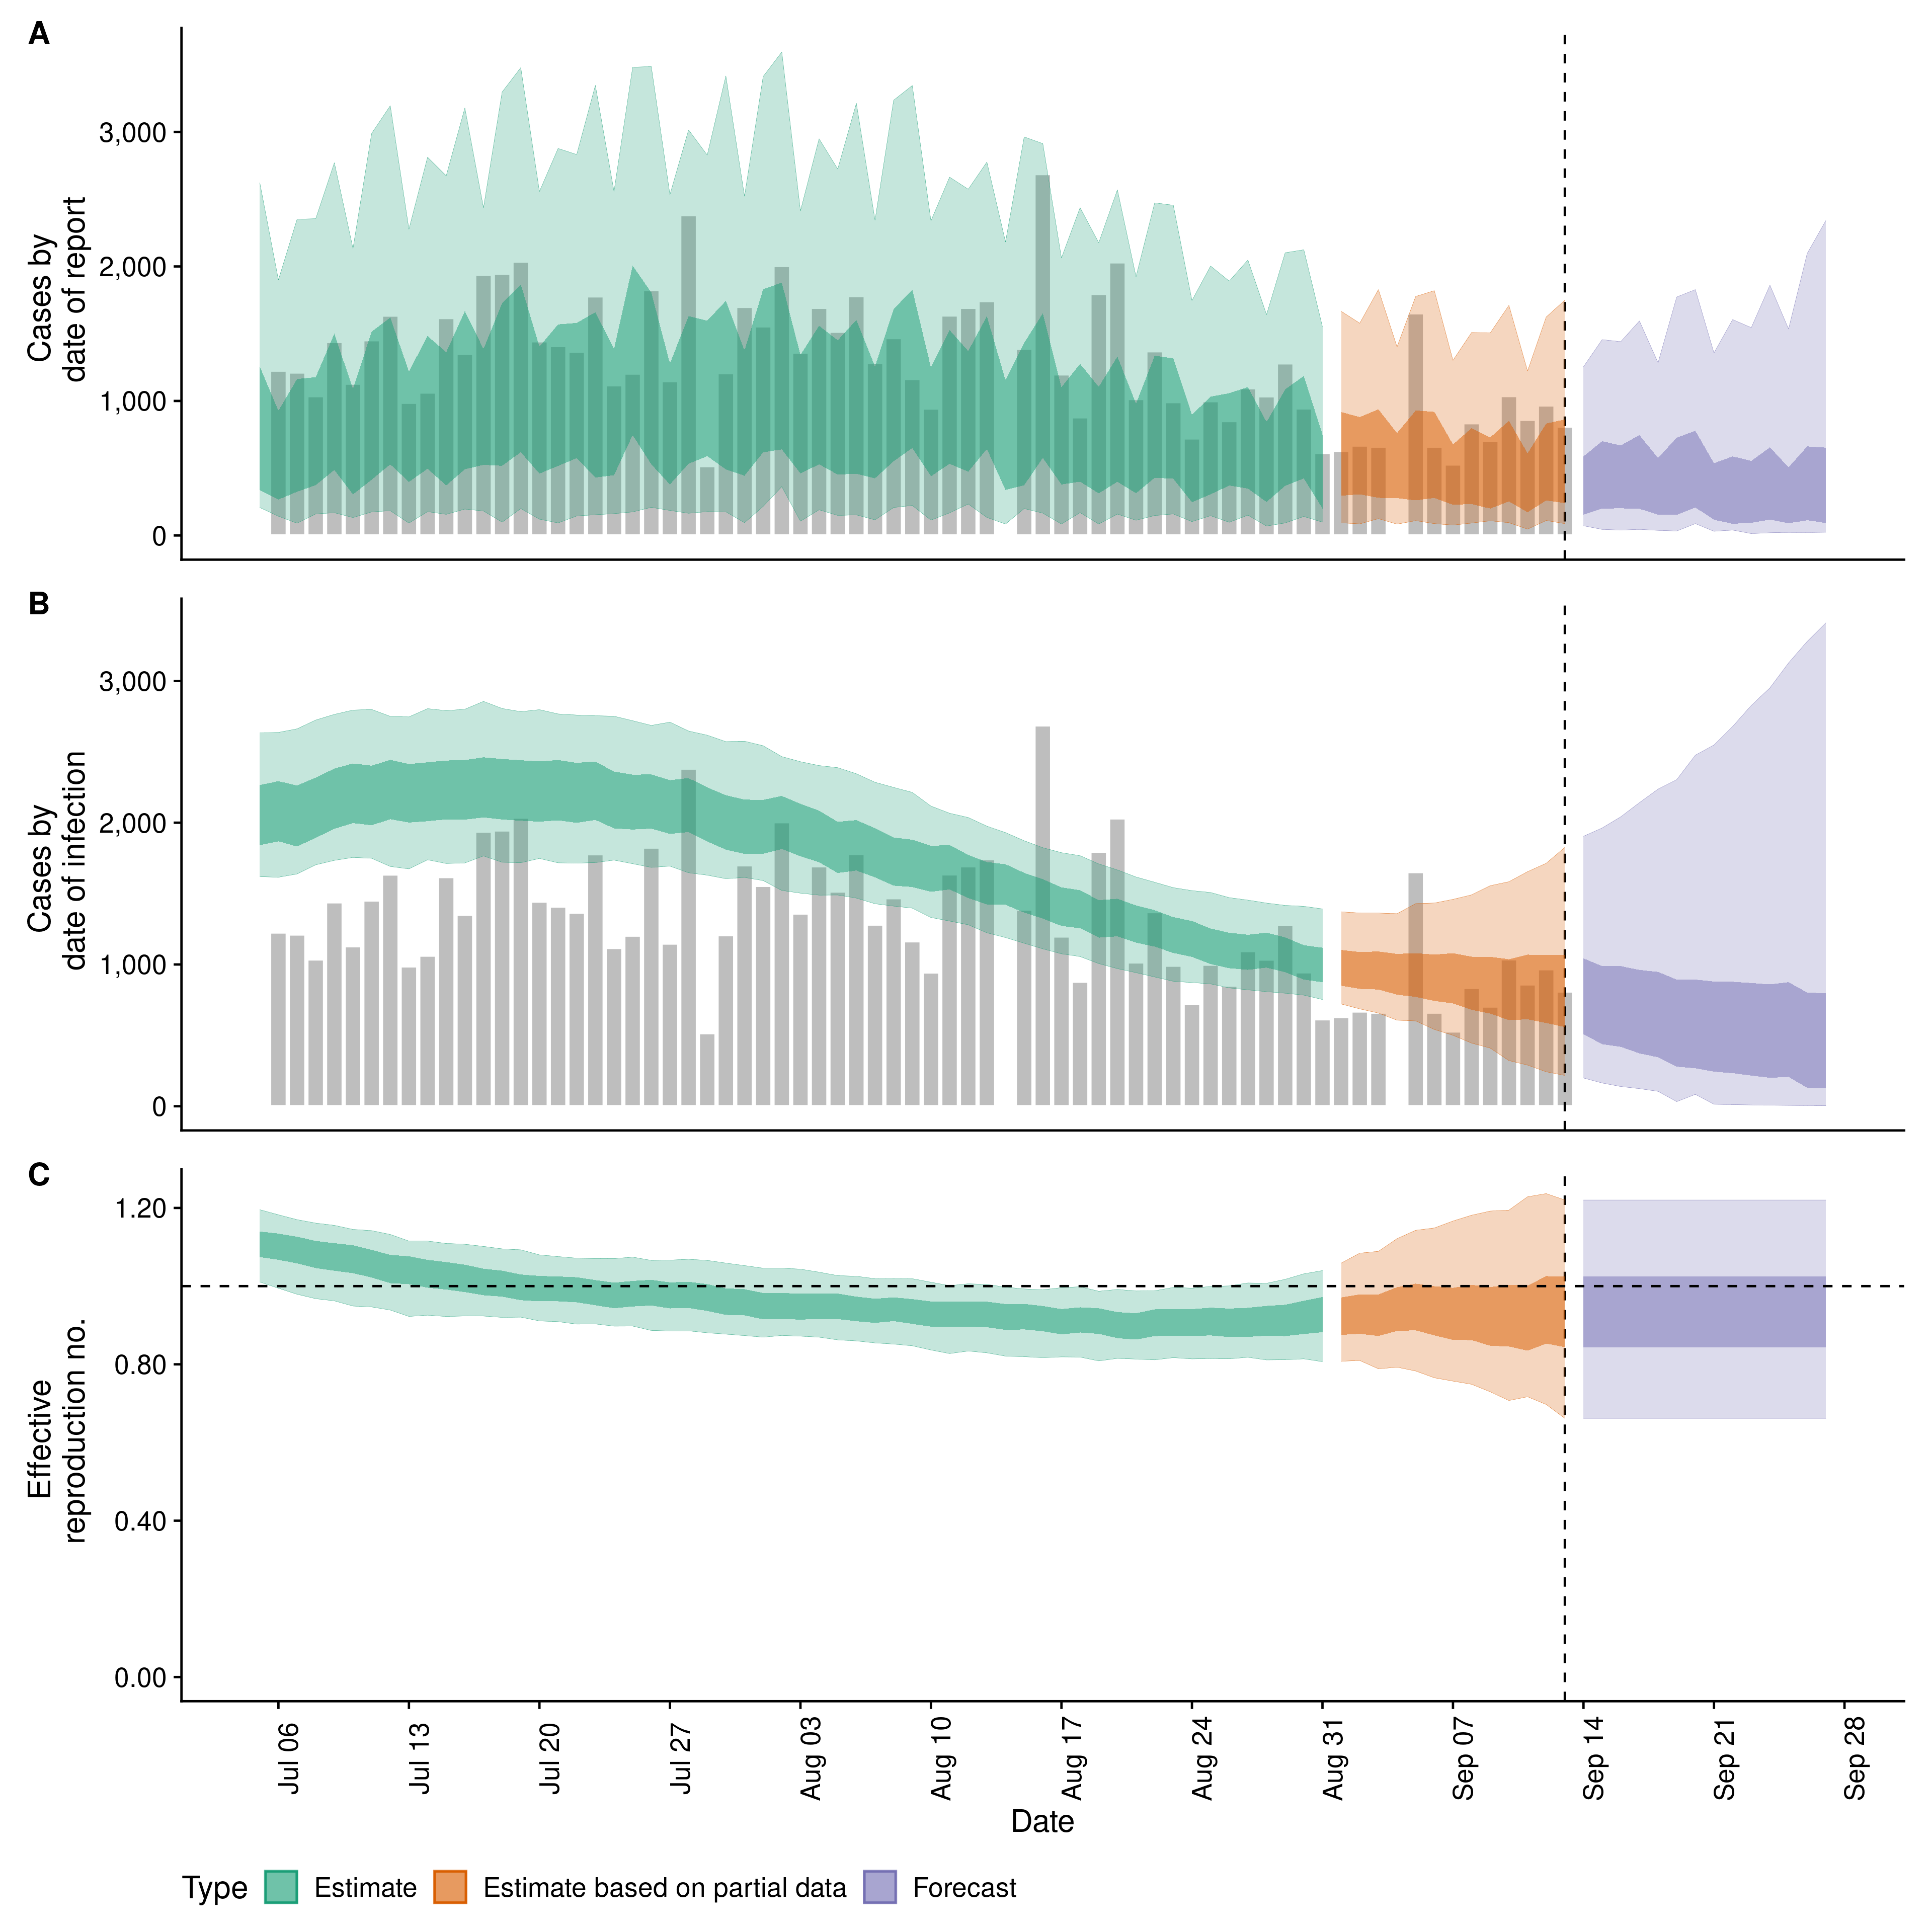 A
Cases by
date of report
3,000
2,000
1,000
0
B
Cases by
date of infection
3,000
2,000
1,000
0
C
Effective
reproduction no.
1.20
0.80
0.40
0.00
Jul 06
Jul 13
Jul 20
Jul 27
Aug 03
Aug 10
Aug 17
Aug 24
Aug 31
Sep 07
Sep 14
Sep 21
Sep 28
Date
Type Estimate Estimate based on partial data Forecast